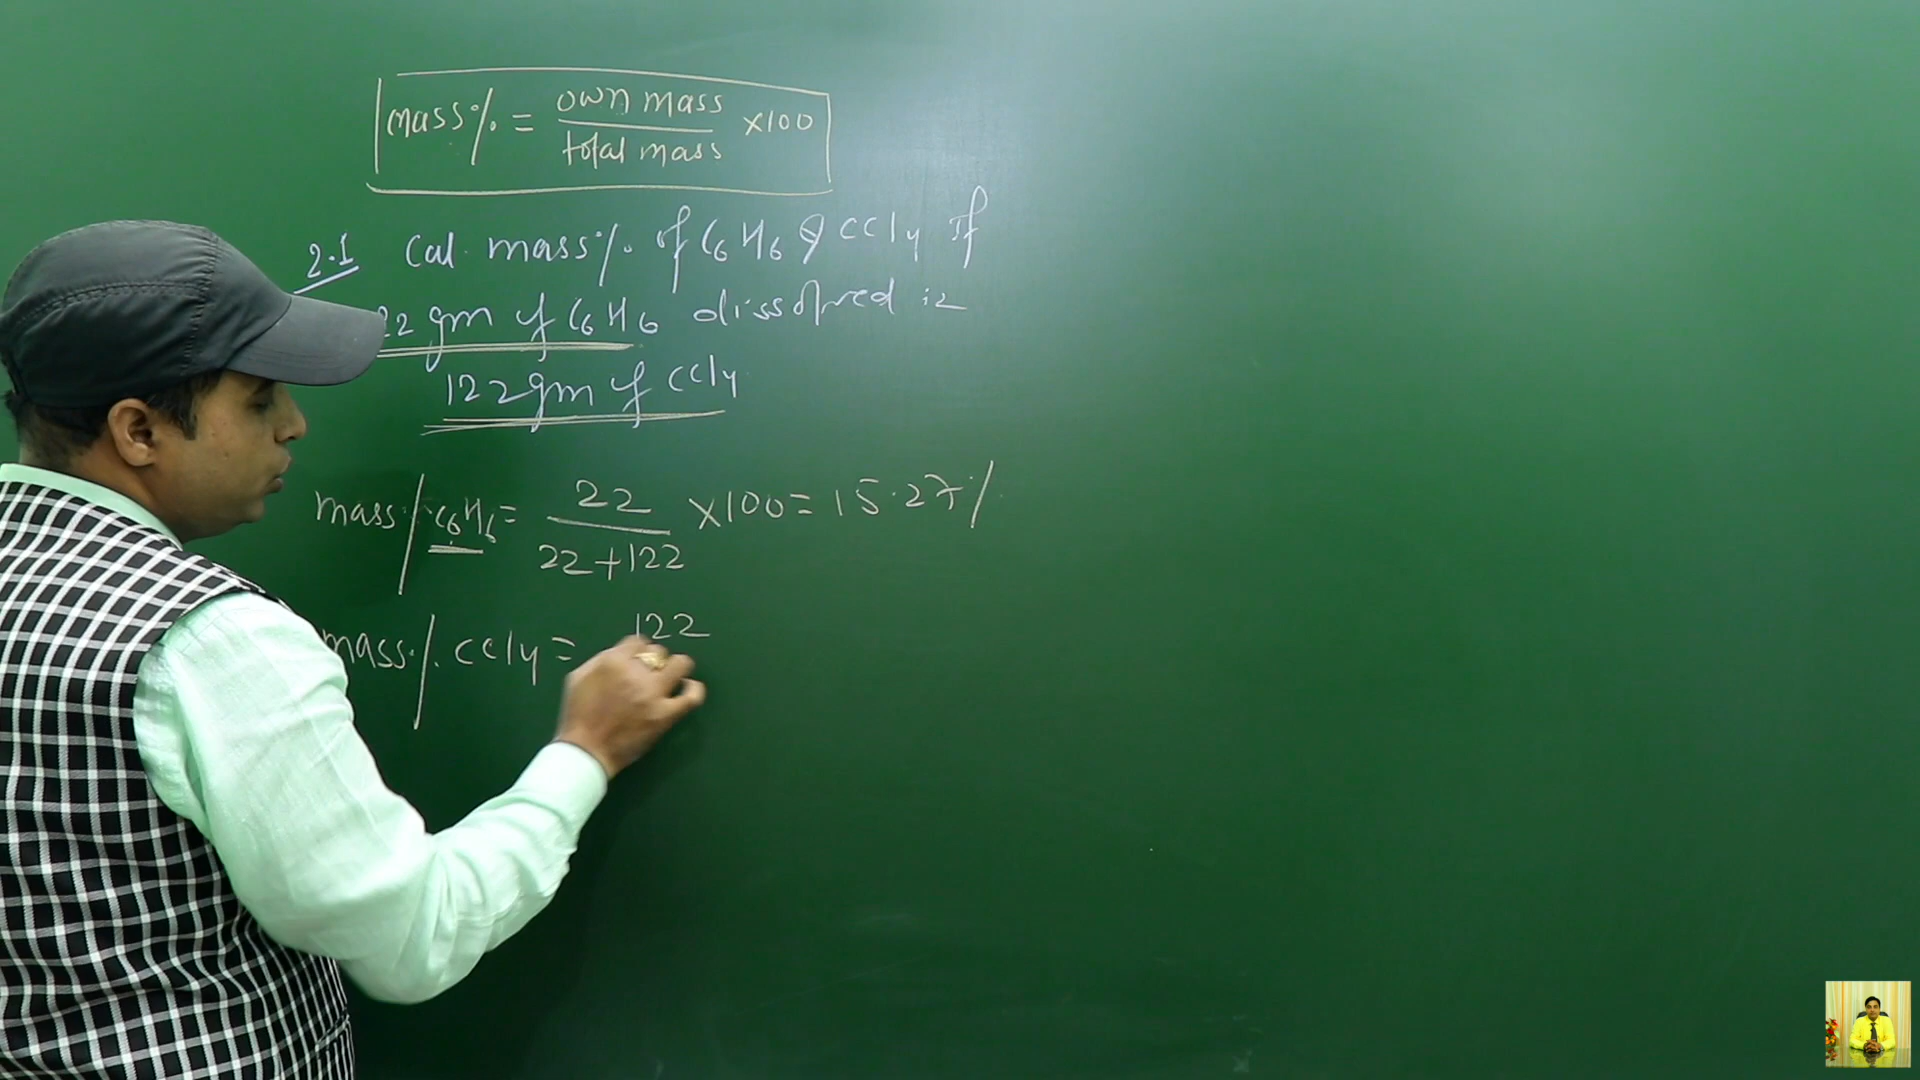 mass% = own mass / total mass ×100
2.1 Cal. mass% of C6H6 & CCl4 if
22 gm of C6H6 dissolved in
122 gm of CCl4
mass% C6H6 = 22 / 22+122 ×100 = 15.27%
mass% CCl4 = 122